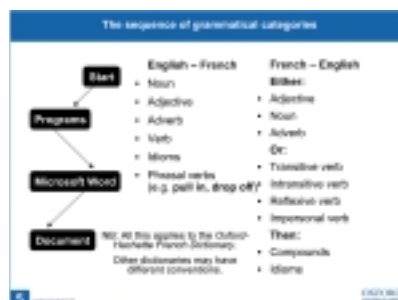 The sequence of grammatical categories
Start
Programs
Microsoft Word
Document
English – French
• Noun
• Adjective
• Adverb
• Verb
• Idioms
• Phrasal verbs
(e.g. pull in, drop off)*
NB: All this applies to the Oxford-
Hachette French Dictionary.
Other dictionaries may have
different conventions.
French – English
Either:
• Adjective
• Noun
• Adverb
Or:
• Transitive verb
• Intransitive verb
• Reflexive verb
• Impersonal verb
Then:
• Compounds
• Idioms
OXFORD